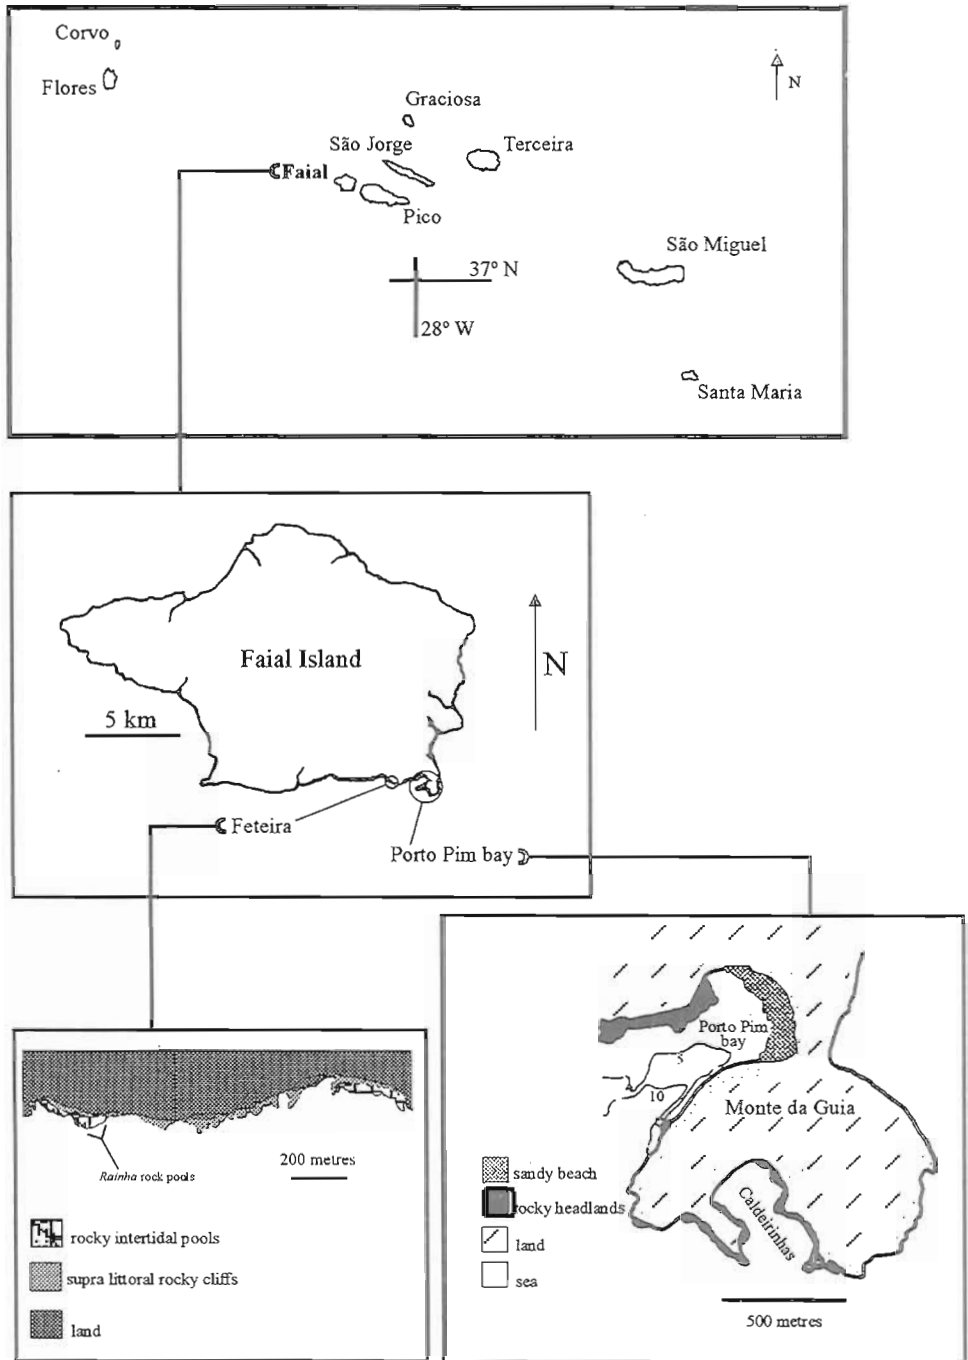 Corvo
Flores
N
Graciosa
São Jorge
Terceira
Faial
Pico
São Miguel
37º N
28º W
Santa Maria
Faial Island
N
5 km
Feteira
Porto Pim bay
Porto Pim
bay
5
10
Monte da Guia
Caldeirinhas
sandy beach
rocky headlands
land
sea
500 metres
200 metres
Rainha rock pools
rocky intertidal pools
supra littoral rocky cliffs
land